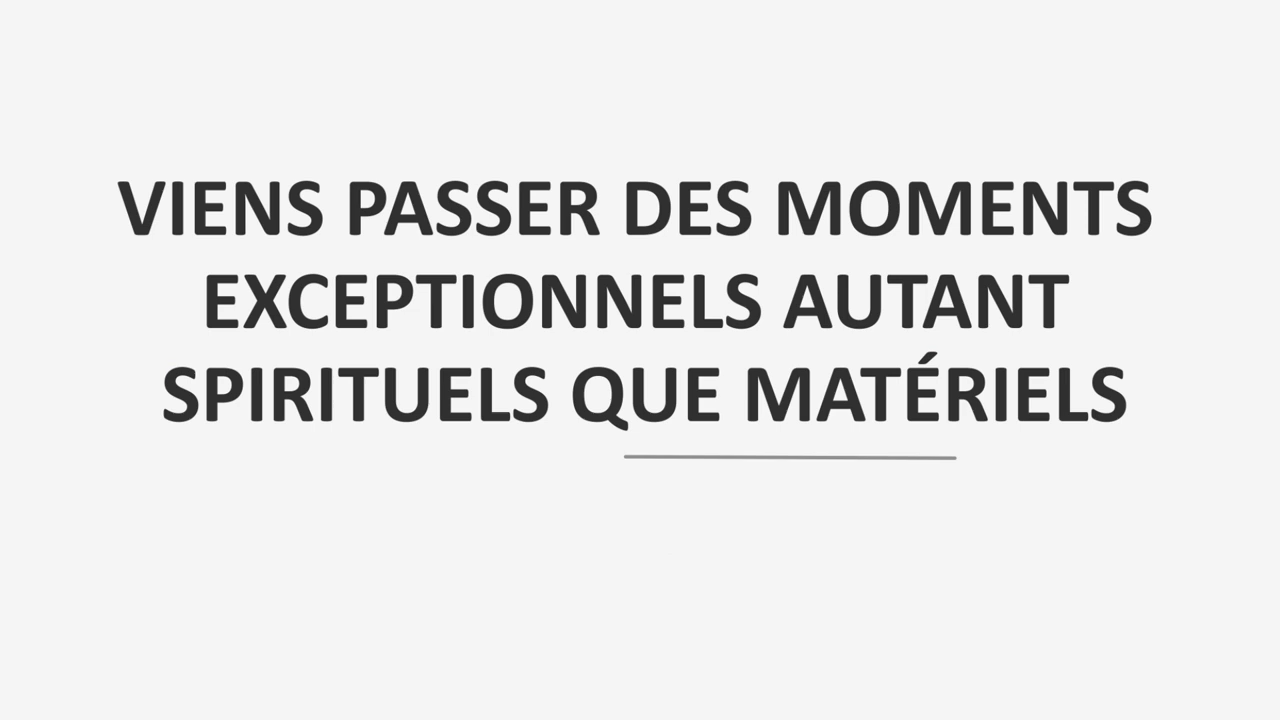 VIENS PASSER DES MOMENTS
EXCEPTIONNELS AUTANT
SPIRITUELS QUE MATÉRIELS